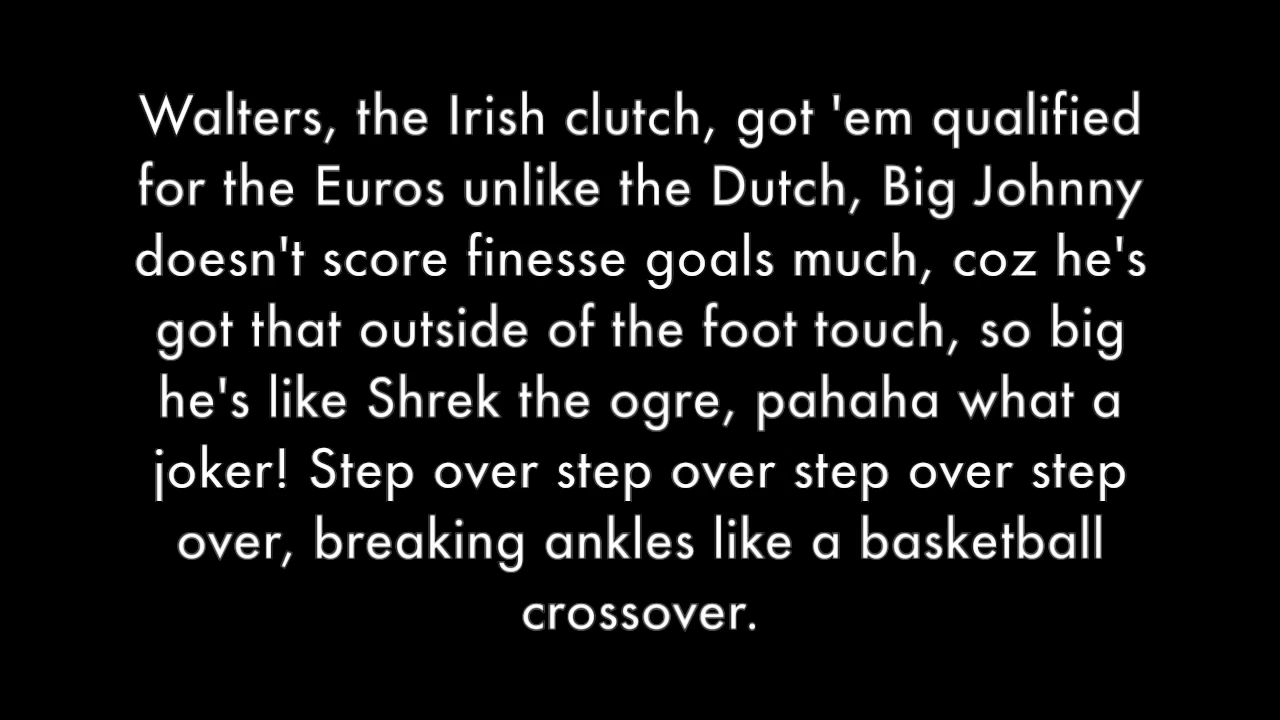 Walters, the Irish clutch, got 'em qualified
for the Euros unlike the Dutch, Big Johnny
doesn't score finesse goals much, coz he's
got that outside of the foot touch, so big
he's like Shrek the ogre, pahaha what a
joker! Step over step over step over step
over, breaking ankles like a basketball
crossover.